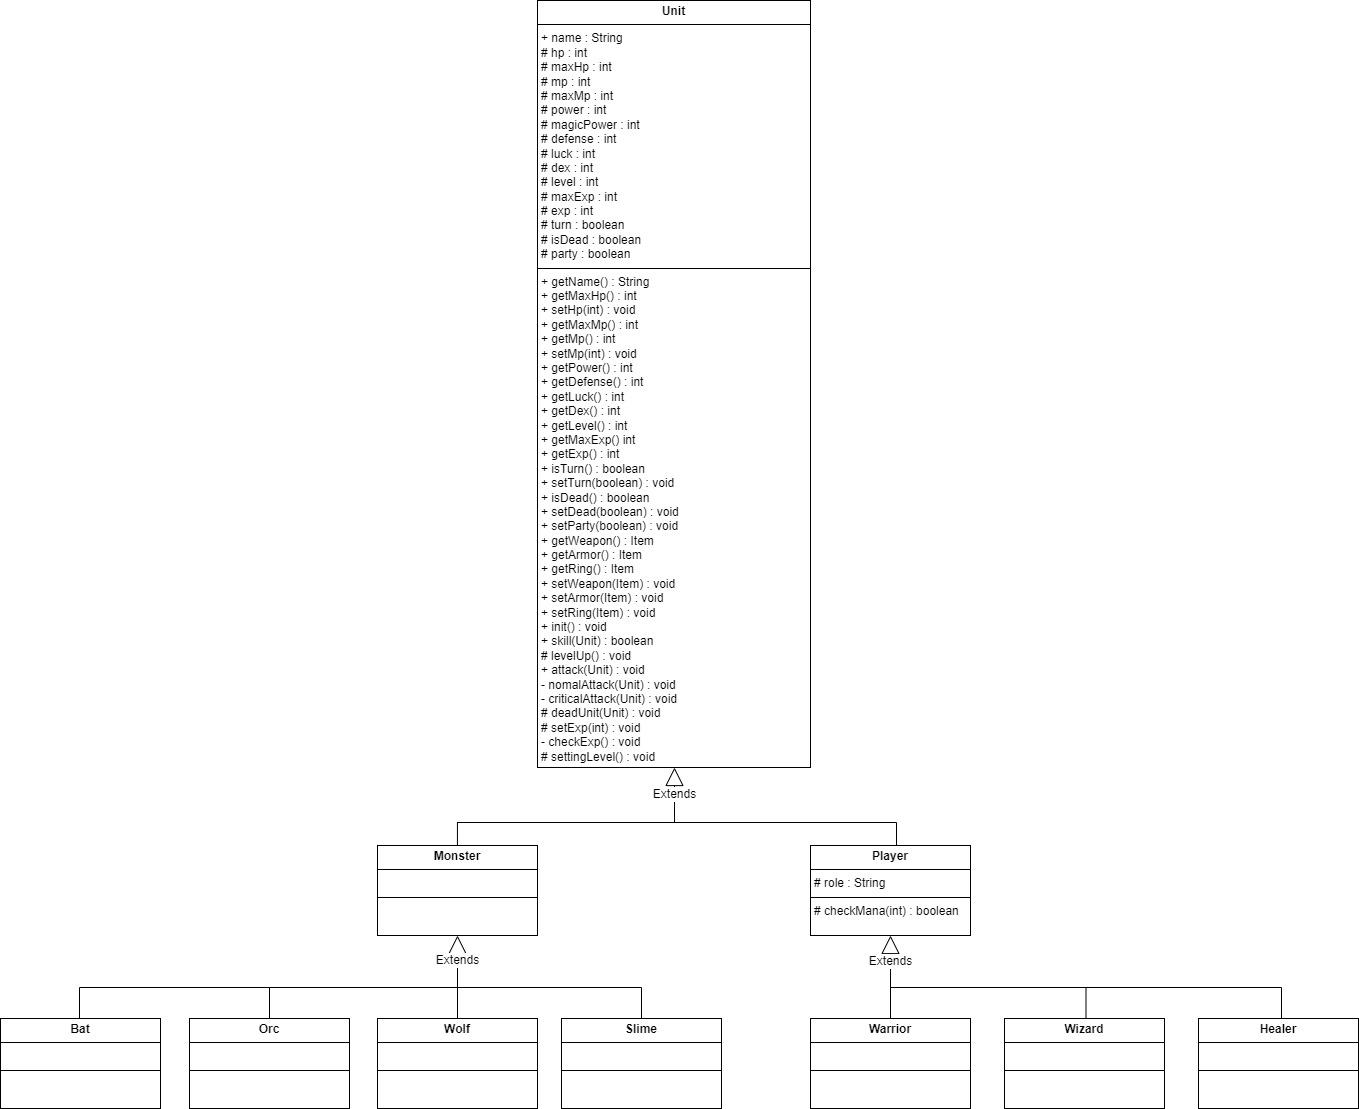 Unit
+ name : String
# hp : int
# maxHp : int
# mp : int
# maxMp : int
# power : int
# magicPower : int
# defense : int
# luck : int
# dex : int
# level : int
# maxExp : int
# exp : int
# turn : boolean
# isDead : boolean
# party : boolean
+ getName() : String
+ getMaxHp() : int
+ setHp(int) : void
+ getMaxMp() : int
+ getMp() : int
+ setMp(int) : void
+ getPower() : int
+ getDefense() : int
+ getLuck() : int
+ getDex() : int
+ getLevel() : int
+ getMaxExp() int
+ getExp() : int
+ isTurn() : boolean
+ setTurn(boolean) : void
+ isDead() : boolean
+ setDead(boolean) : void
+ setParty(boolean) : void
+ getWeapon() : Item
+ getArmor() : Item
+ getRing() : Item
+ setWeapon(Item) : void
+ setArmor(Item) : void
+ setRing(Item) : void
+ init() : void
+ skill(Unit) : boolean
# levelUp() : void
+ attack(Unit) : void
- nomalAttack(Unit) : void
- criticalAttack(Unit) : void
# deadUnit(Unit) : void
# setExp(int) : void
- checkExp() : void
# settingLevel() : void
Extends
Monster
Player
# role : String
# checkMana(int) : boolean
Extends
Extends
Bat
Orc
Wolf
Slime
Warrior
Wizard
Healer